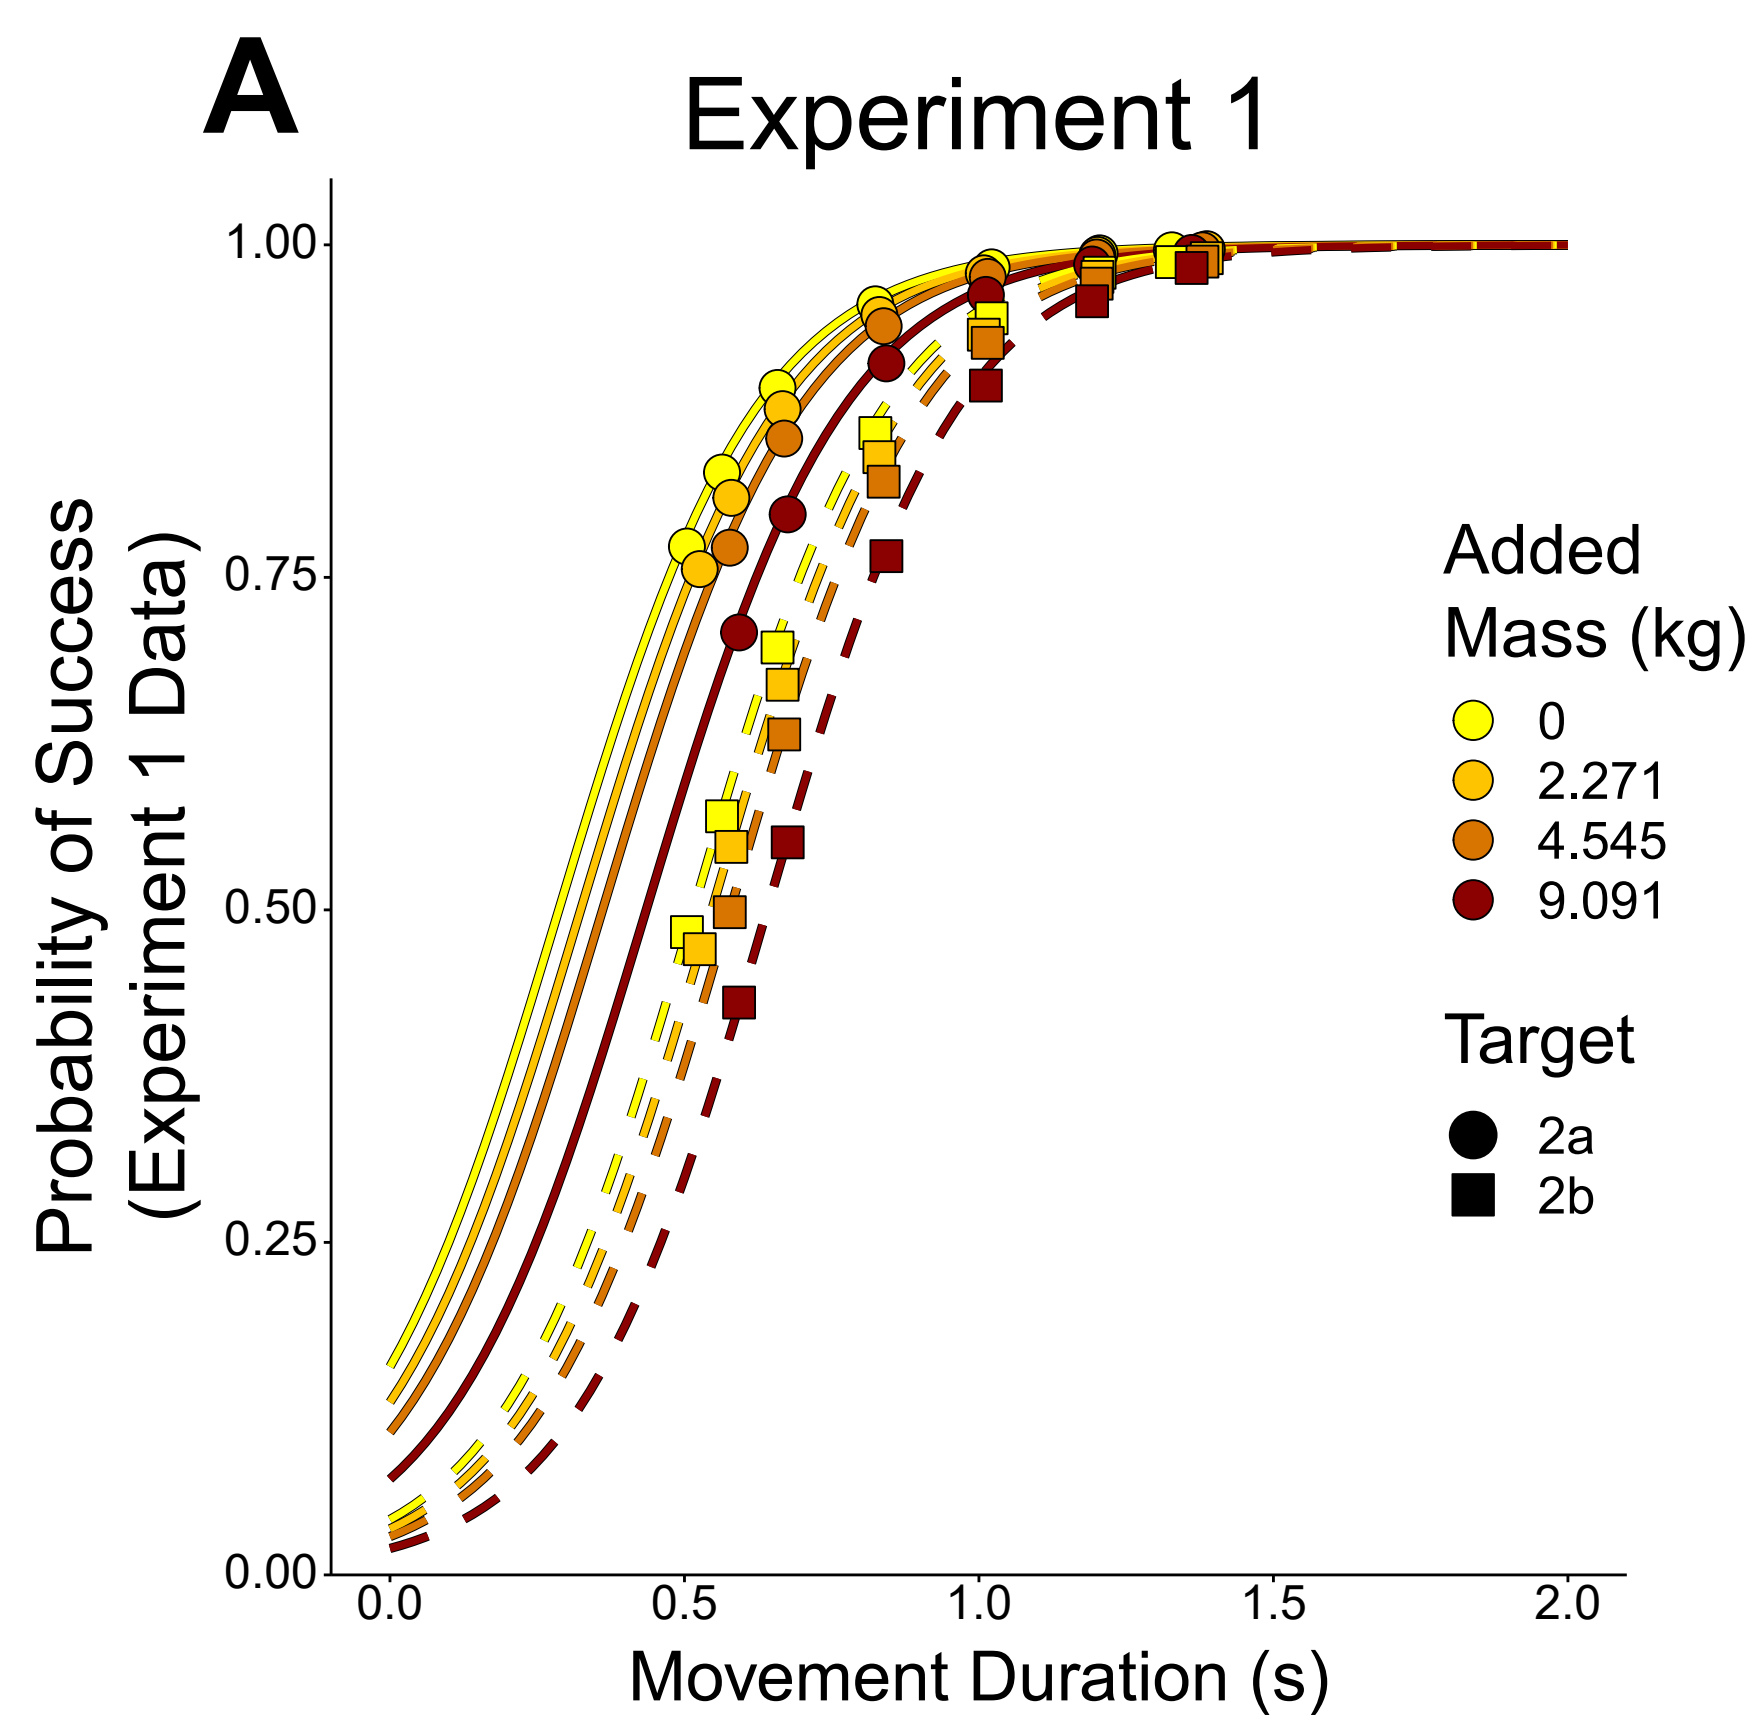 A
Experiment 1
Probability of Success
(Experiment 1 Data)
1.00
0.75
0.50
0.25
0.00
0.0 0.5 1.0 1.5 2.0
Movement Duration (s)
Added
Mass (kg)
0
2.271
4.545
9.091
Target
2a
2b